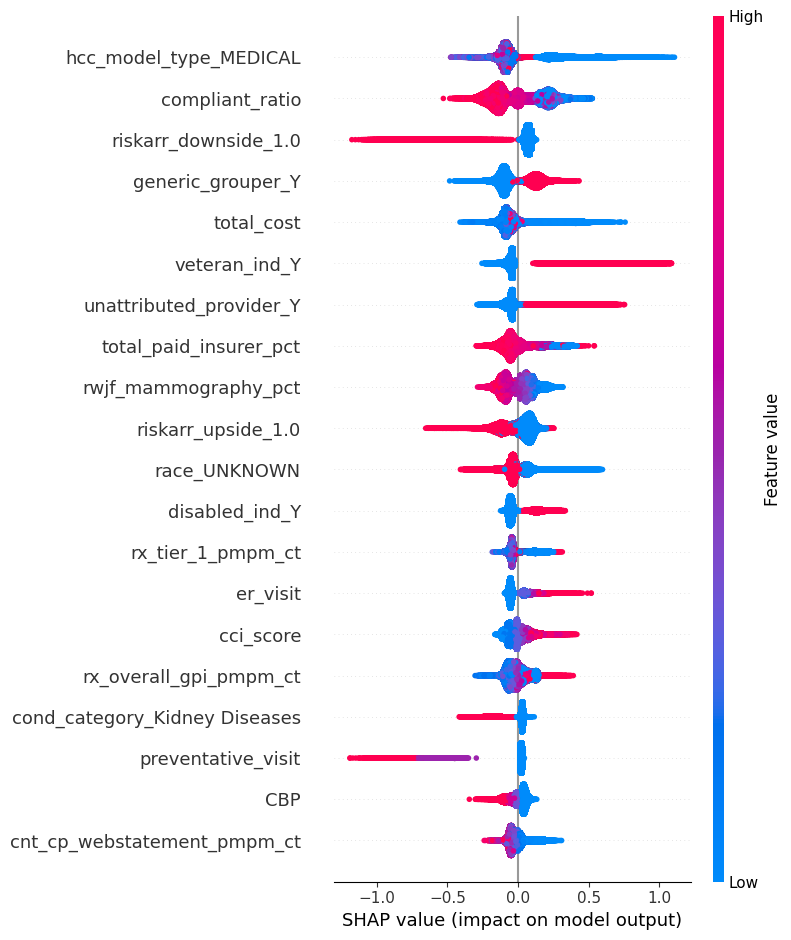 High
hcc_model_type_MEDICAL
compliant_ratio
riskarr_downside_1.0
generic_grouper_Y
total_cost
veteran_ind_Y
unattributed_provider_Y
total_paid_insurer_pct
rwjf_mammography_pct
riskarr_upside_1.0
race_UNKNOWN
disabled_ind_Y
rx_tier_1_pmpm_ct
er_visit
cci_score
rx_overall_gpi_pmpm_ct
cond_category_Kidney Diseases
preventative_visit
CBP
cnt_cp_webstatement_pmpm_ct
Feature value
Low
−1.0 −0.5 0.0 0.5 1.0
SHAP value (impact on model output)